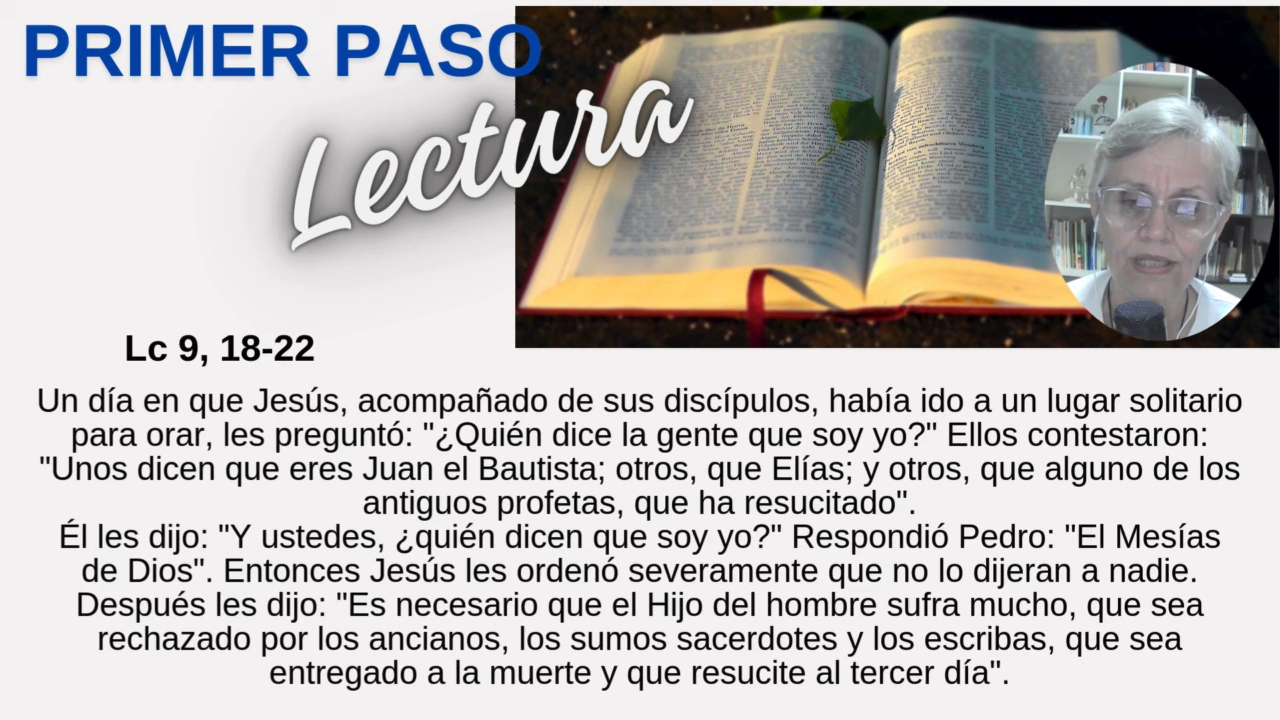 PRIMER PASO
Lectura
Lc 9, 18-22
Un día en que Jesús, acompañado de sus discípulos, había ido a un lugar solitario
para orar, les preguntó: "¿Quién dice la gente que soy yo?" Ellos contestaron:
"Unos dicen que eres Juan el Bautista; otros, que Elías; y otros, que alguno de los
antiguos profetas, que ha resucitado".
Él les dijo: "Y ustedes, ¿quién dicen que soy yo?" Respondió Pedro: "El Mesías
de Dios". Entonces Jesús les ordenó severamente que no lo dijeran a nadie.
Después les dijo: "Es necesario que el Hijo del hombre sufra mucho, que sea
rechazado por los ancianos, los sumos sacerdotes y los escribas, que sea
entregado a la muerte y que resucite al tercer día".